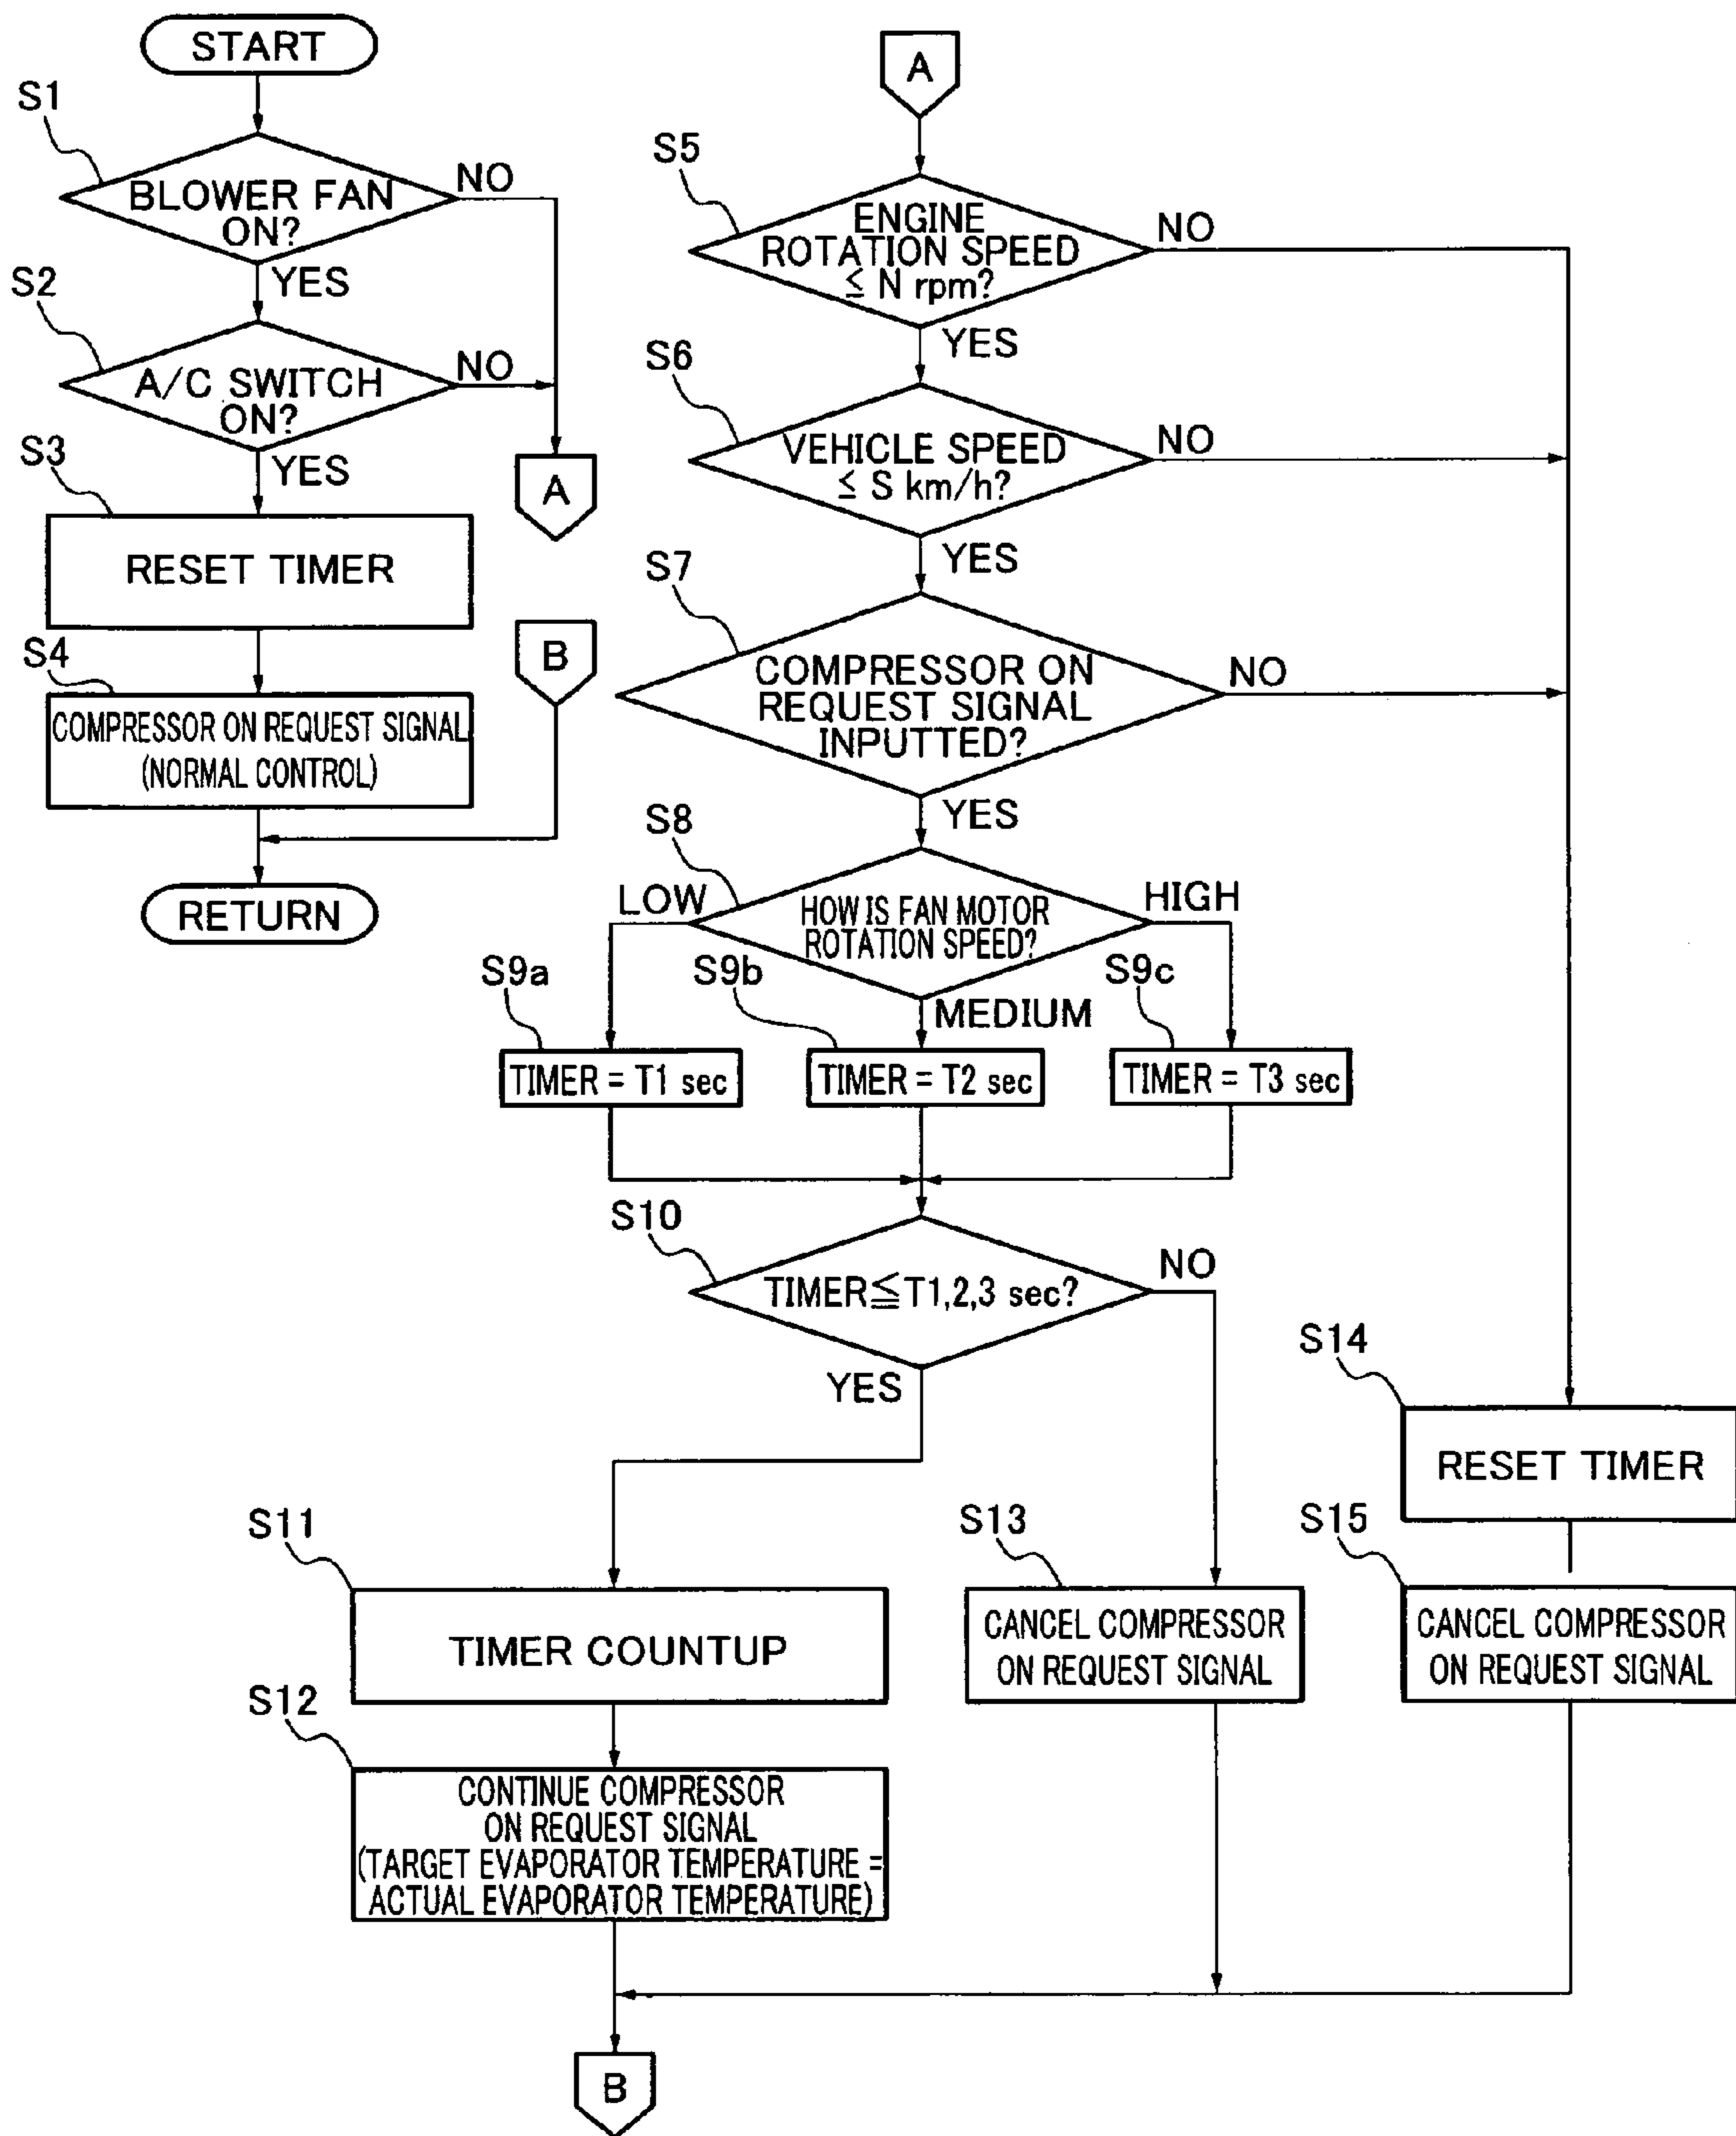 START
S1
BLOWER FAN
ON?
NO
YES
S2
A/C SWITCH
ON?
NO
YES
A
S3
RESET TIMER
S4
COMPRESSOR ON REQUEST SIGNAL
(NORMAL CONTROL)
B
RETURN
A
S5
ENGINE
ROTATION SPEED
≦ N rpm?
NO
YES
S6
VEHICLE SPEED
≦ S km/h?
NO
YES
S7
COMPRESSOR ON
REQUEST SIGNAL
INPUTTED?
NO
YES
S8
HOW IS FAN MOTOR
ROTATION SPEED?
LOW
HIGH
MEDIUM
S9a
TIMER = T1 sec
S9b
TIMER = T2 sec
S9c
TIMER = T3 sec
S10
TIMER≦T1,2,3 sec?
NO
YES
S11
TIMER COUNTUP
S12
CONTINUE COMPRESSOR
ON REQUEST SIGNAL
(TARGET EVAPORATOR TEMPERATURE =
ACTUAL EVAPORATOR TEMPERATURE)
S13
CANCEL COMPRESSOR
ON REQUEST SIGNAL
S14
RESET TIMER
S15
CANCEL COMPRESSOR
ON REQUEST SIGNAL
B